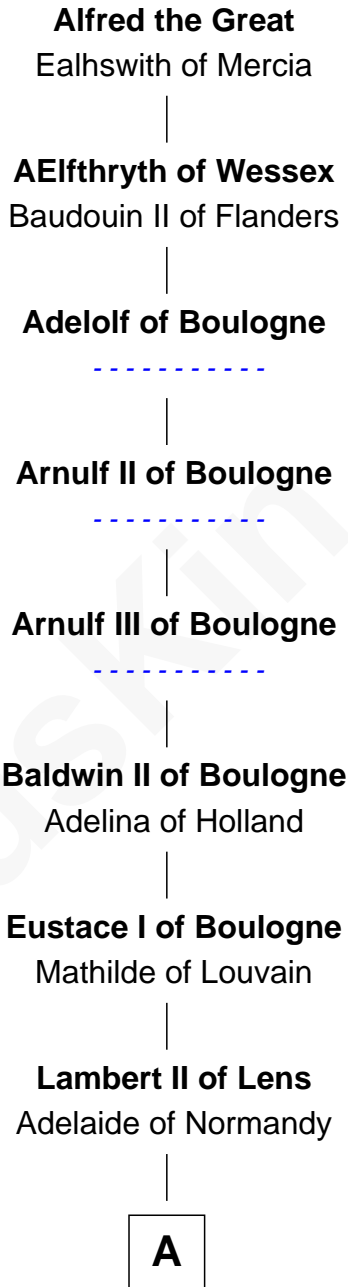 Alfred the Great
Ealhswith of Mercia
AElfthryth of Wessex
Baudouin II of Flanders
Adelolf of Boulogne
- - - - - - - - - - -
Arnulf II of Boulogne
- - - - - - - - - - -
Arnulf III of Boulogne
- - - - - - - - - - -
Baldwin II of Boulogne
Adelina of Holland
Eustace I of Boulogne
Mathilde of Louvain
Lambert II of Lens
Adelaide of Normandy
A